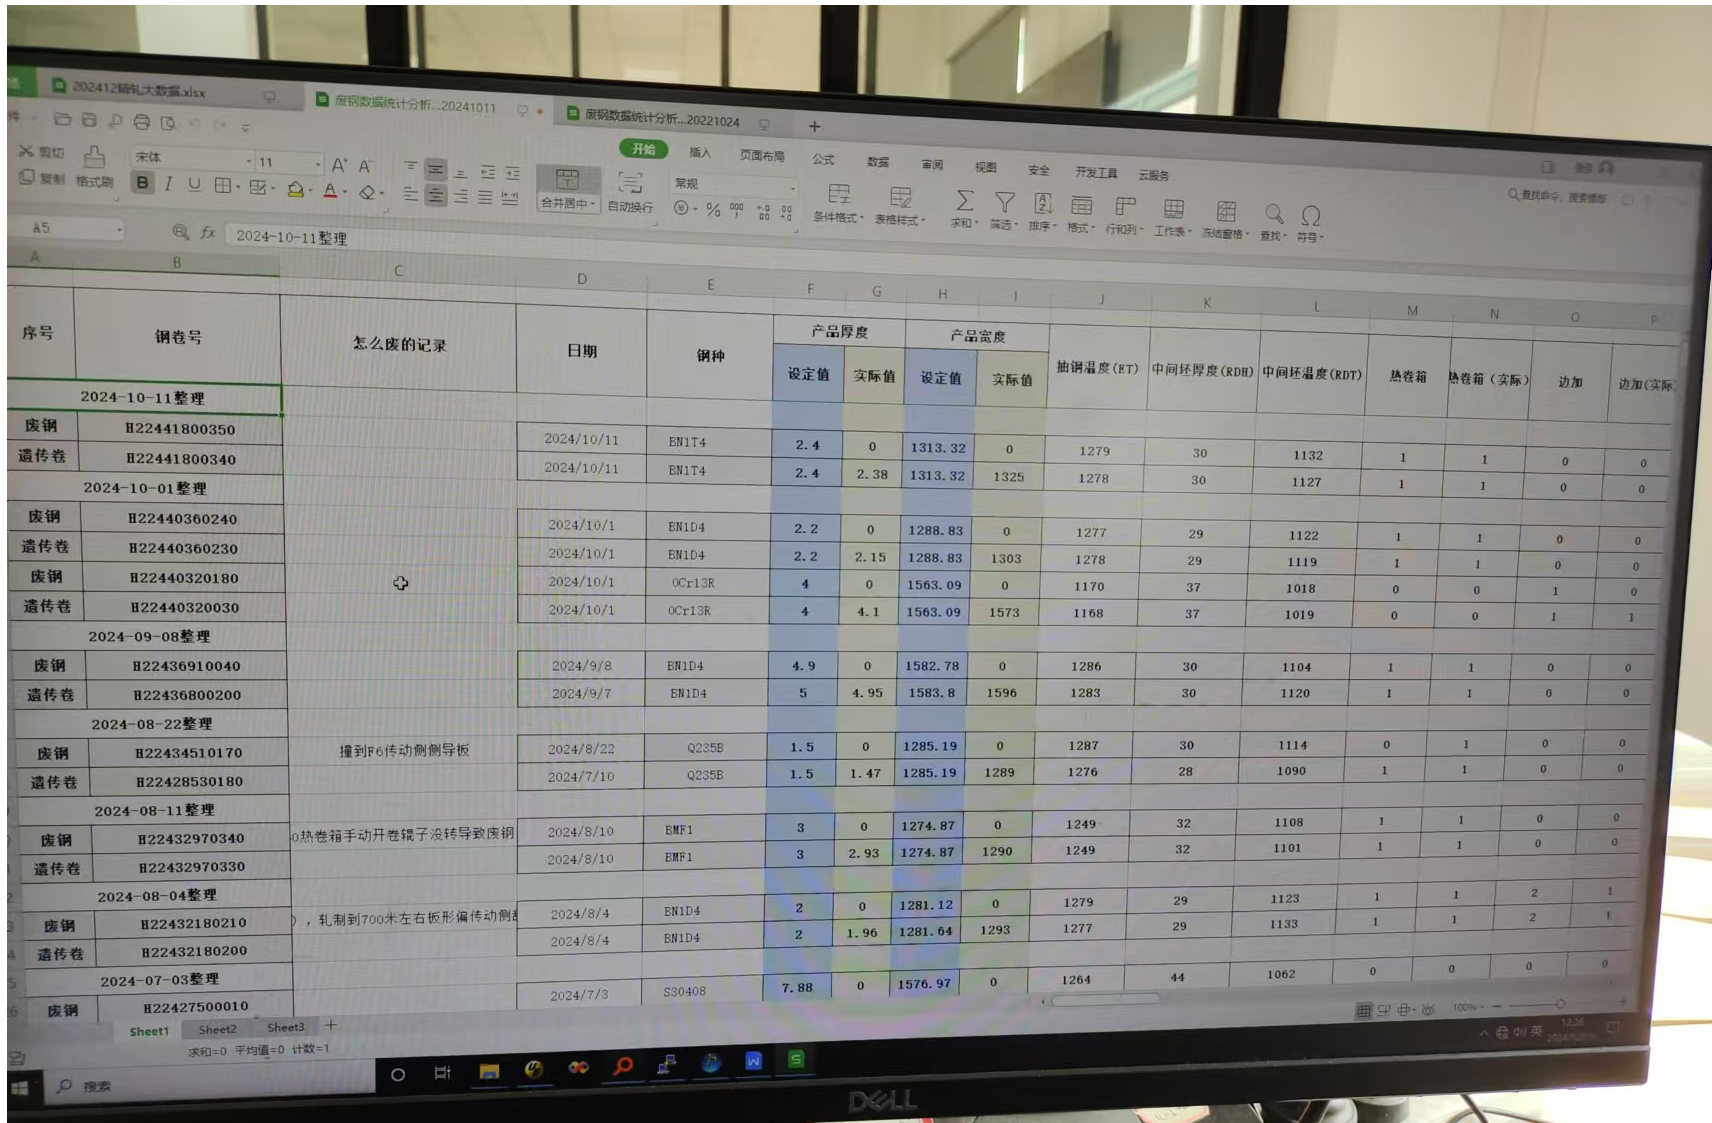 202412精轧大数据.xlsx 废钢数据统计分析...20241011 废钢数据统计分析...20221024 +
开始 插入 页面布局 公式 数据 审阅 视图 安全 开发工具 云服务
剪切 宋体 11 A+ A- 常规 查找命令、搜索模板
复制 格式刷 B I U A 合并居中 自动换行 % 000 条件格式 表格样式 求和 筛选 排序 格式 行和列 工作表 冻结窗格 查找 符号
A5 fx 2024-10-11整理
A B C D E F G H I J K L M N O P
序号 钢卷号 怎么废的记录 日期 钢种 产品厚度 产品宽度 抽钢温度(ET) 中间坯厚度(RDH) 中间坯温度(RDT) 热卷箱 热卷箱（实际） 边加 边加(实际
设定值 实际值 设定值 实际值
2024-10-11整理
废钢 H22441800350 2024/10/11 BN1T4 2.4 0 1313.32 0 1279 30 1132 1 1 0 0
遗传卷 H22441800340 2024/10/11 BN1T4 2.4 2.38 1313.32 1325 1278 30 1127 1 1 0 0
2024-10-01整理
废钢 H22440360240 2024/10/1 BN1D4 2.2 0 1288.83 0 1277 29 1122 1 1 0 0
遗传卷 H22440360230 2024/10/1 BN1D4 2.2 2.15 1288.83 1303 1278 29 1119 1 1 0 0
废钢 H22440320180 2024/10/1 0Cr13R 4 0 1563.09 0 1170 37 1018 0 0 1 0
遗传卷 H22440320030 2024/10/1 0Cr13R 4 4.1 1563.09 1573 1168 37 1019 0 0 1 1
2024-09-08整理
废钢 H22436910040 2024/9/8 BN1D4 4.9 0 1582.78 0 1286 30 1104 1 1 0 0
遗传卷 H22436800200 2024/9/7 BN1D4 5 4.95 1583.8 1596 1283 30 1120 1 1 0 0
2024-08-22整理
废钢 H22434510170 撞到F6传动侧侧导板 2024/8/22 Q235B 1.5 0 1285.19 0 1287 30 1114 0 1 0 0
遗传卷 H22428530180 2024/7/10 Q235B 1.5 1.47 1285.19 1289 1276 28 1090 1 1 0 0
2024-08-11整理
废钢 H22432970340 0热卷箱手动开卷辊子没转导致废钢 2024/8/10 BMF1 3 0 1274.87 0 1249 32 1108 1 1 0 0
遗传卷 H22432970330 2024/8/10 BMF1 3 2.93 1274.87 1290 1249 32 1101 1 1 0 0
2024-08-04整理
废钢 H22432180210 ），轧制到700米左右板形偏传动侧 2024/8/4 BN1D4 2 0 1281.12 0 1279 29 1123 1 1 2 1
遗传卷 H22432180200 2024/8/4 BN1D4 2 1.96 1281.64 1293 1277 29 1133 1 1 2 1
2024-07-03整理
废钢 H22427500010 2024/7/3 S30408 7.88 0 1576.97 0 1264 44 1062 0 0 0 0
Sheet1 Sheet2 Sheet3 +
求和=0 平均值=0 计数=1 100%
搜索 W S 英
DELL